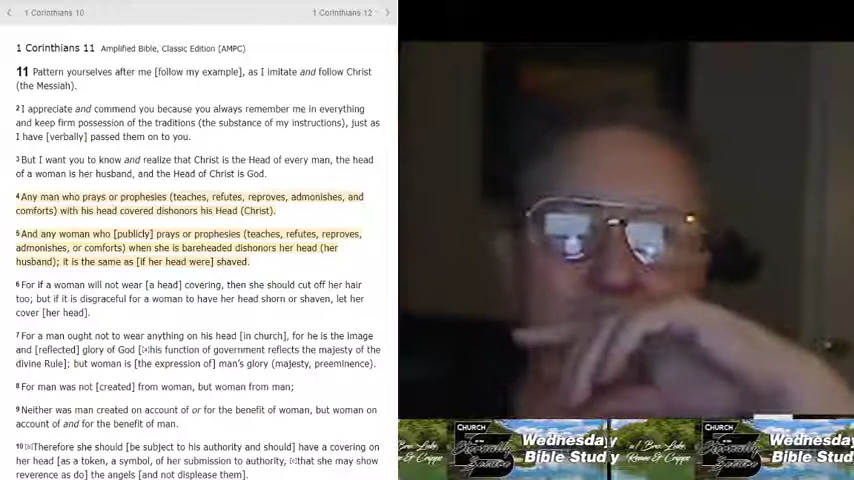 1 Corinthians 10
1 Corinthians 12
1 Corinthians 11 Amplified Bible, Classic Edition (AMPC)
11 Pattern yourselves after me [follow my example], as I imitate and follow Christ
(the Messiah).
2 I appreciate and commend you because you always remember me in everything
and keep firm possession of the traditions (the substance of my instructions), just as
I have [verbally] passed them on to you.
3 But I want you to know and realize that Christ is the Head of every man, the head
of a woman is her husband, and the Head of Christ is God.
4 Any man who prays or prophesies (teaches, refutes, reproves, admonishes, and
comforts) with his head covered dishonors his Head (Christ).
5 And any woman who [publicly] prays or prophesies (teaches, refutes, reproves,
admonishes, or comforts) when she is bareheaded dishonors her head (her
husband); it is the same as [if her head were] shaved.
6 For if a woman will not wear [a head] covering, then she should cut off her hair
too; but if it is disgraceful for a woman to have her head shorn or shaven, let her
cover [her head].
7 For a man ought not to wear anything on his head [in church], for he is the image
and [reflected] glory of God [his function of government reflects the majesty of the
divine Rule]; but woman is [the expression of] man's glory (majesty, preeminence).
8 For man was not [created] from woman, but woman from man;
9 Neither was man created on account of or for the benefit of woman, but woman on
account of and for the benefit of man.
10 Therefore she should [be subject to his authority and should] have a covering on
her head [as a token, a symbol, of her submission to authority, that she may show
reverence as do] the angels [and not displease them].
CHURCH
Eternally
Secure
Wednesday
Bible Stud
w/ Bro. Luke,
Renee & Cripps
CHURCH
Eternally
Secure
Wednesda
Bible Stu